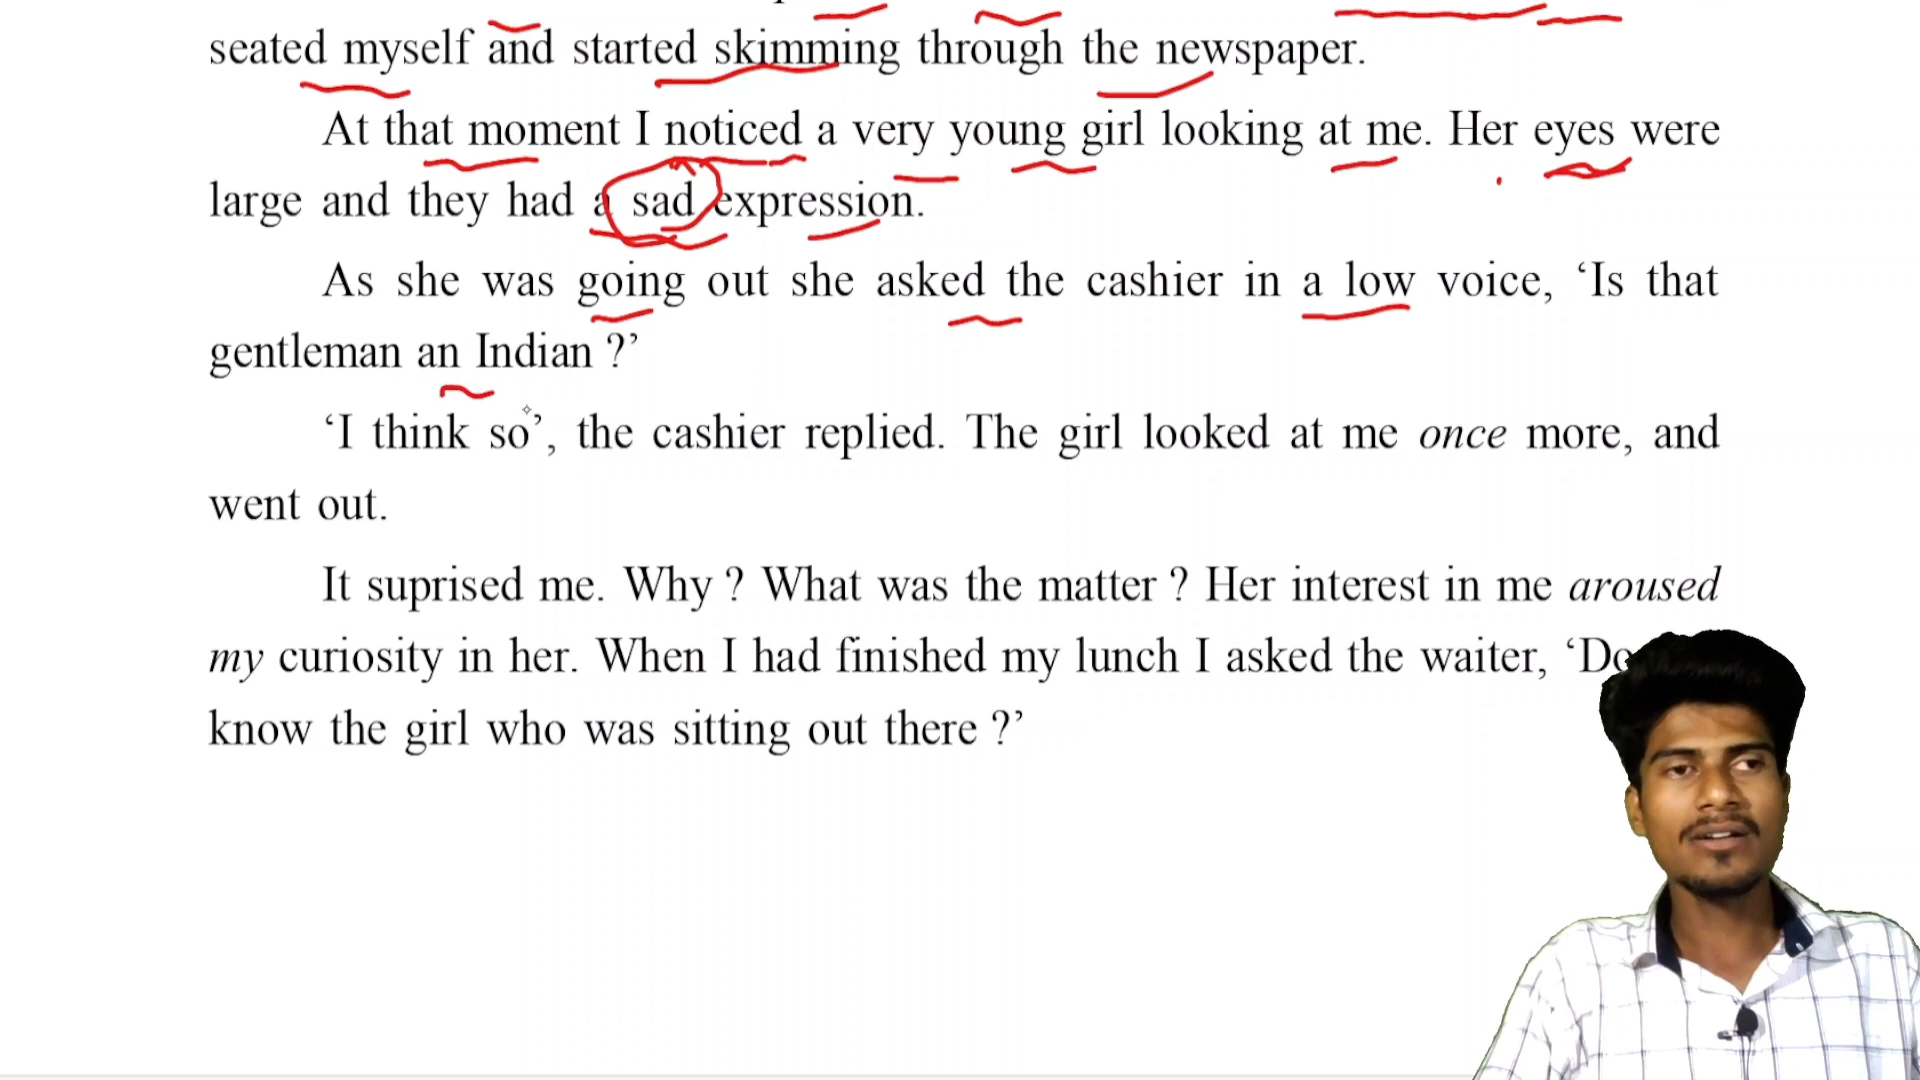 seated myself and started skimming through the newspaper.
At that moment I noticed a very young girl looking at me. Her eyes were
large and they had a sad expression.
As she was going out she asked the cashier in a low voice, ‘Is that
gentleman an Indian ?’
‘I think so’, the cashier replied. The girl looked at me once more, and
went out.
It suprised me. Why ? What was the matter ? Her interest in me aroused
my curiosity in her. When I had finished my lunch I asked the waiter, ‘Do
know the girl who was sitting out there ?’